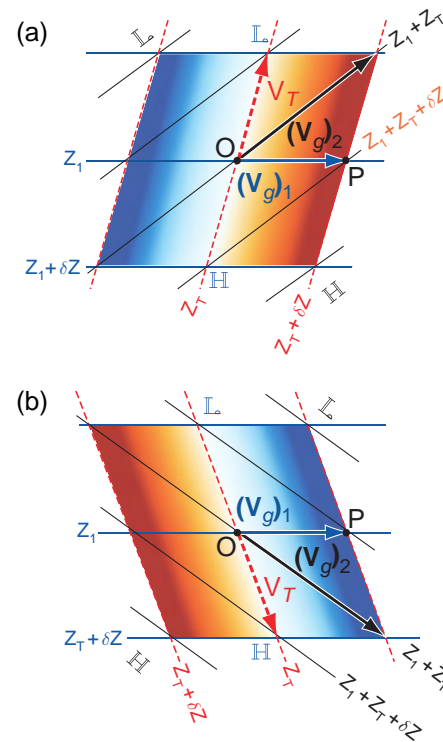 (a)
𝕃
𝕃
Z₁+Z_T
V_T
(V_g)₂
Z₁+Z_T+δZ
O
Z₁
P
(V_g)₁
Z₁+δZ
ℍ
ℍ
Z_T
Z_T+δZ
(b)
𝕃
𝕃
(V_g)₁
P
Z₁
O
(V_g)₂
V_T
Z_T+δZ
ℍ
ℍ
Z_T+δZ
Z_T
Z₁+Z_T+δZ